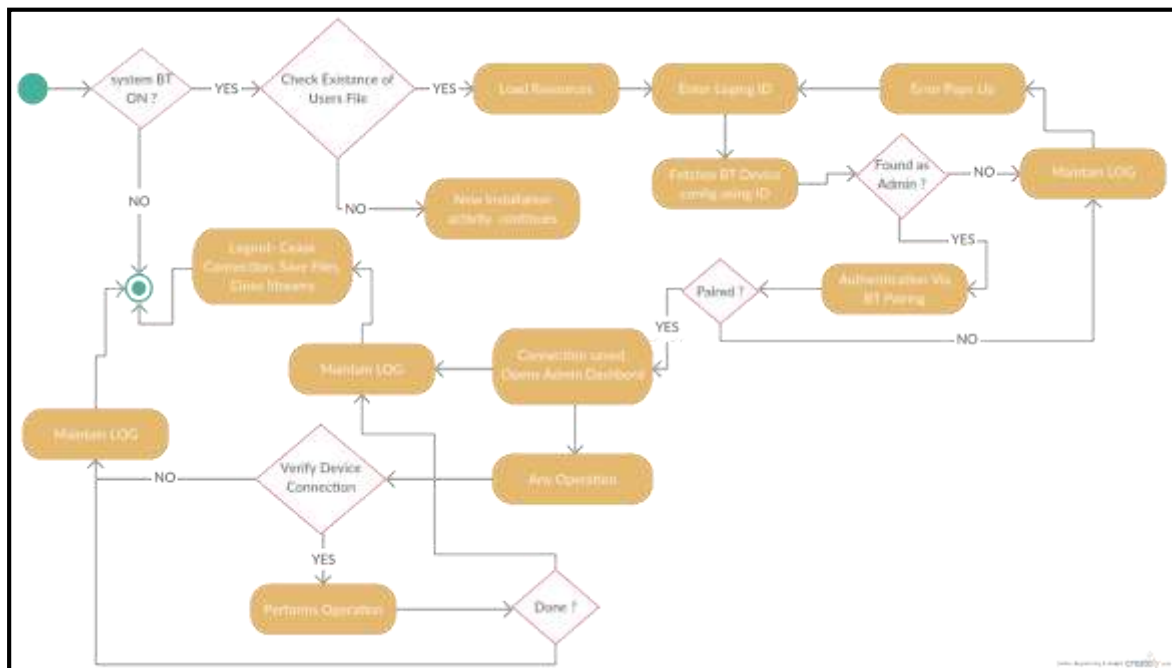 system BT
ON ?
YES
Check Existance of
Users File
YES
Load Resources
Enter Loging ID
Error Pops Up
NO
NO
New Installation
activity continues
Fetches BT Device
config using ID
Found as
Admin ?
NO
Maintain LOG
YES
Logout- Cease
Connection, Save Files,
Close Streams
Authentication Via
BT Pairing
Paired ?
YES
NO
Maintain LOG
Connection saved
Opens Admin Dashbord
Maintain LOG
Verify Device
Connection
NO
Any Operation
YES
Performs Operation
Done ?
creately